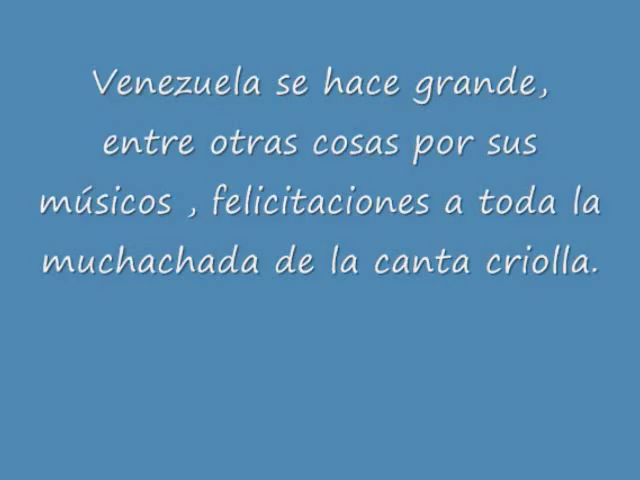 Venezuela se hace grande,
entre otras cosas por sus
músicos , felicitaciones a toda la
muchachada de la canta criolla.